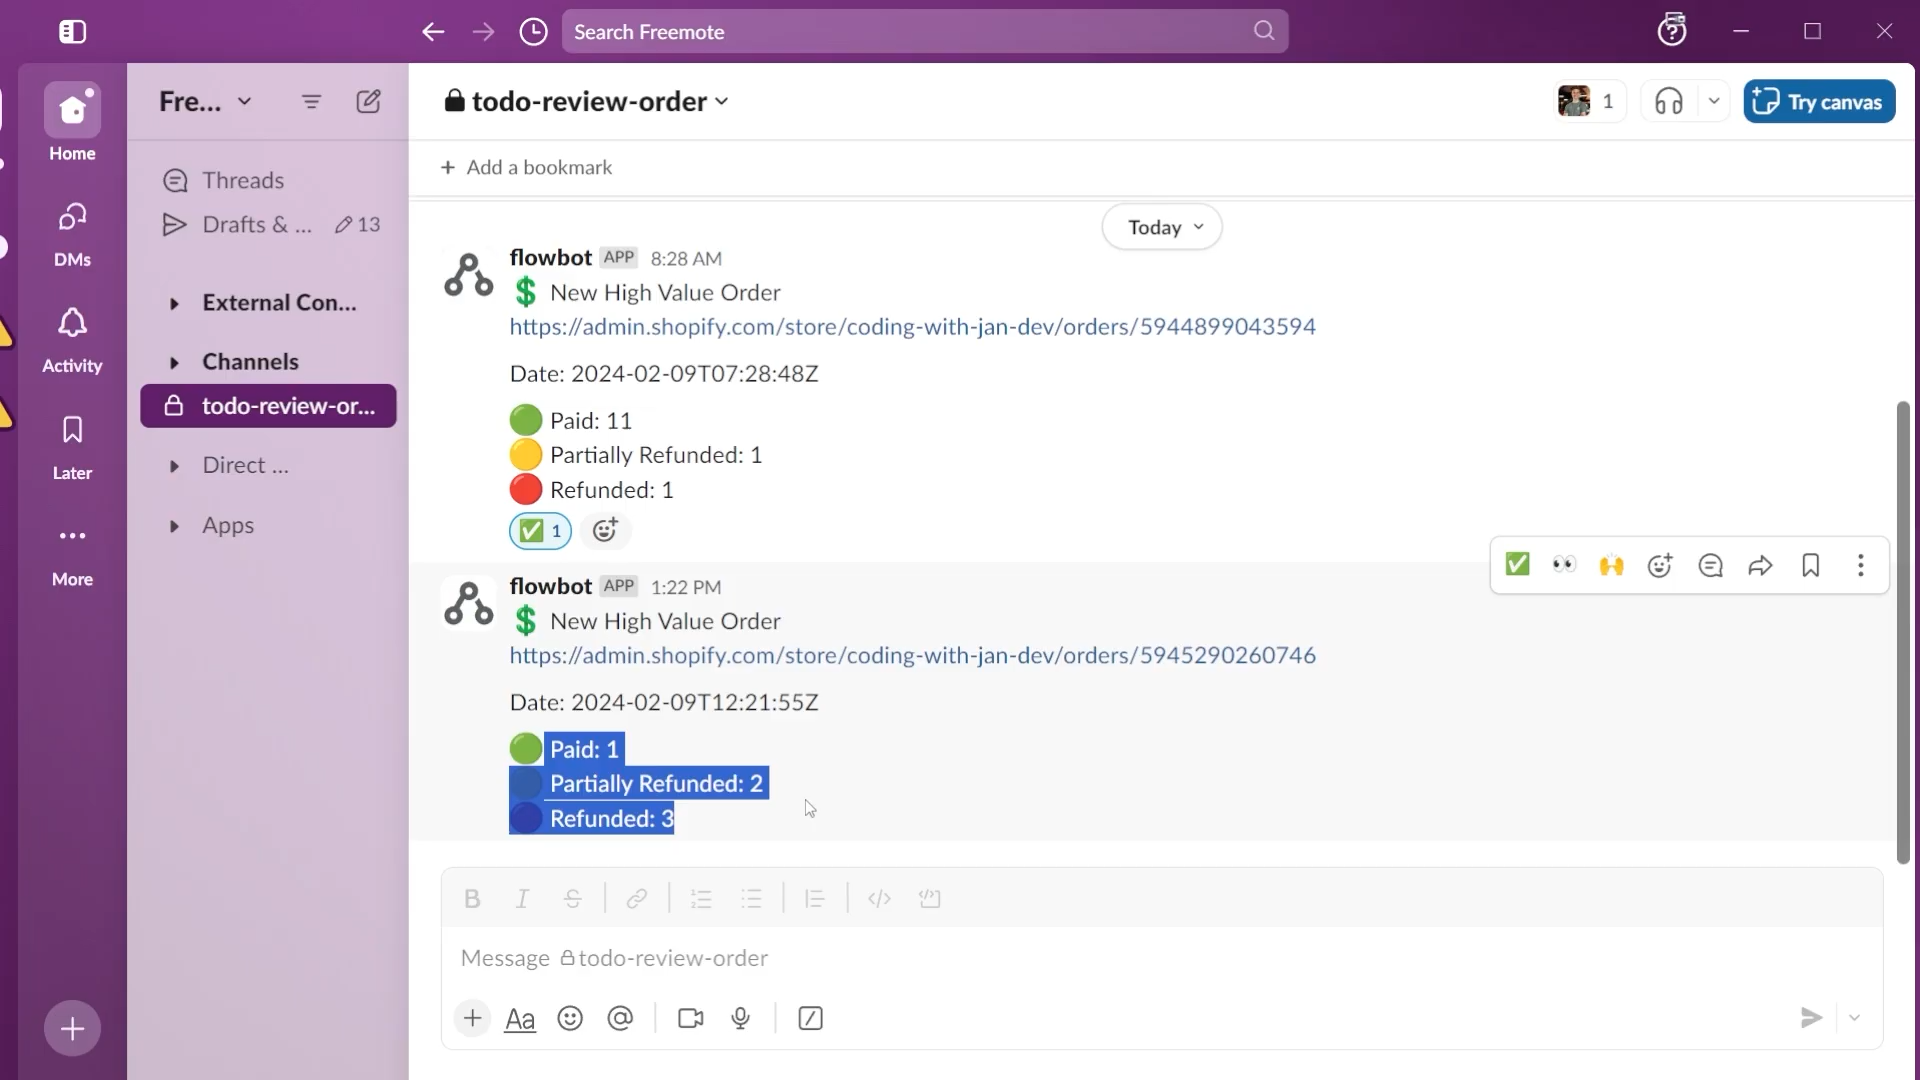 Search Freemote
Home
DMs
Activity
Later
More
Fre...
Threads
Drafts & ... 13
External Con...
Channels
todo-review-or...
Direct ...
Apps
todo-review-order
1
Try canvas
Add a bookmark
Today
flowbot APP 8:28 AM
New High Value Order
https://admin.shopify.com/store/coding-with-jan-dev/orders/5944899043594
Date: 2024-02-09T07:28:48Z
Paid: 11
Partially Refunded: 1
Refunded: 1
1
flowbot APP 1:22 PM
New High Value Order
https://admin.shopify.com/store/coding-with-jan-dev/orders/5945290260746
Date: 2024-02-09T12:21:55Z
Paid: 1
Partially Refunded: 2
Refunded: 3
Message todo-review-order
Aa